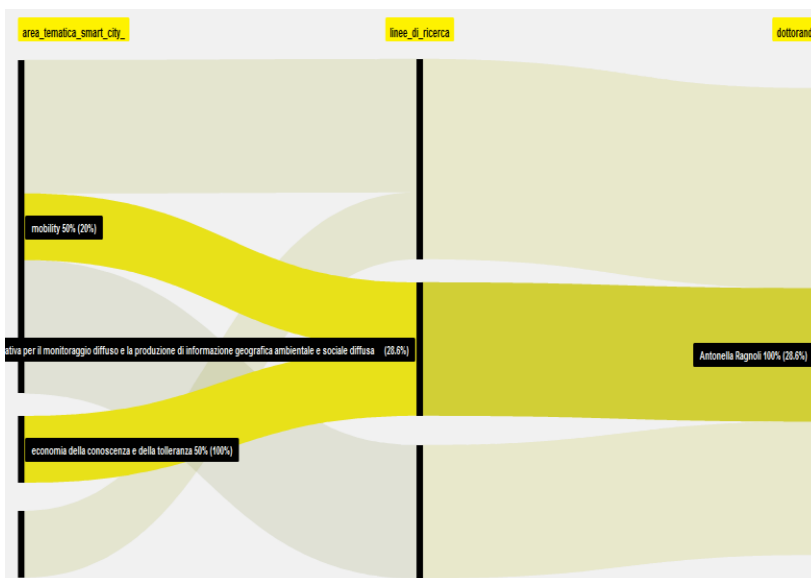 area_tematica_smart_city_
linee_di_ricerca
dottorand
mobility 50% (20%)
ativa per il monitoraggio diffuso e la produzione di informazione geografica ambientale e sociale diffusa (28.6%)
Antonella Ragnoli 100% (28.6%)
economia della conoscenza e della tolleranza 50% (100%)